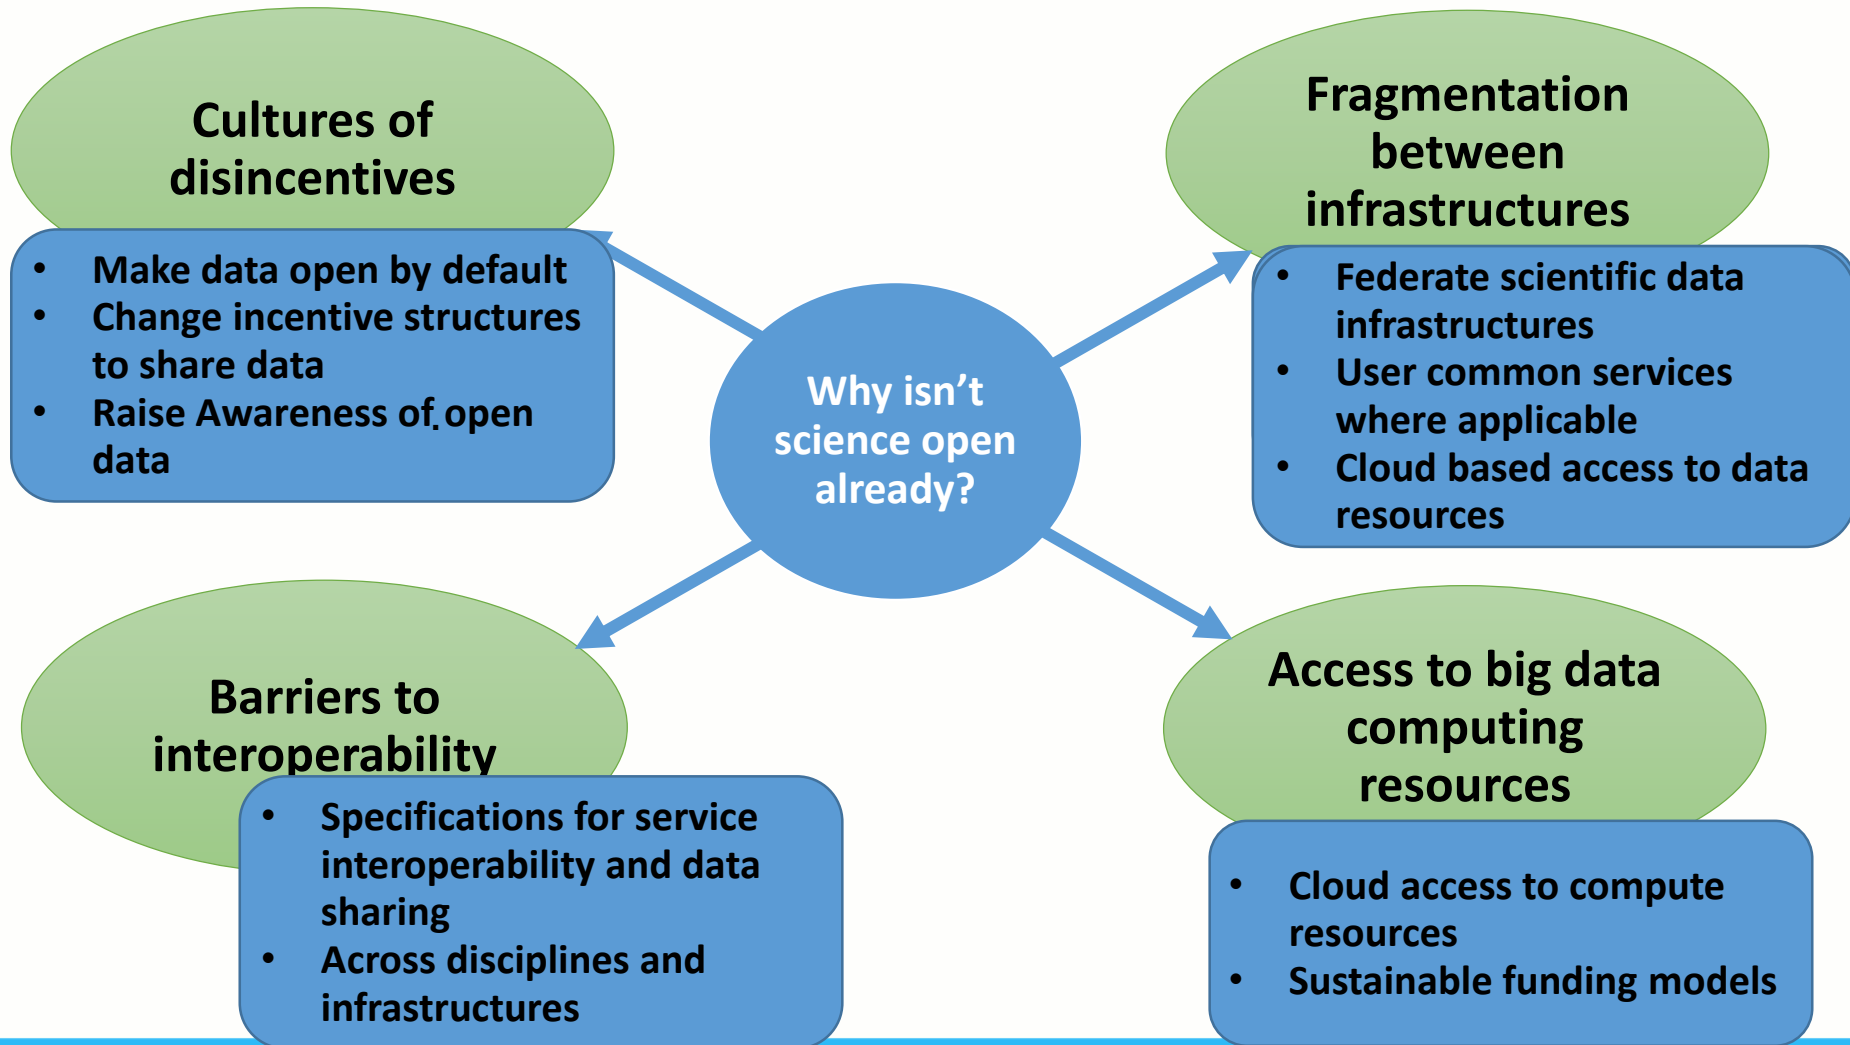 Cultures of
disincentives
• Make data open by default
• Change incentive structures
to share data
• Raise Awareness of open
data
Fragmentation
between
infrastructures
• Federate scientific data
infrastructures
• User common services
where applicable
• Cloud based access to data
resources
Why isn’t
science open
already?
Barriers to
interoperability
• Specifications for service
interoperability and data
sharing
• Across disciplines and
infrastructures
Access to big data
computing
resources
• Cloud access to compute
resources
• Sustainable funding models